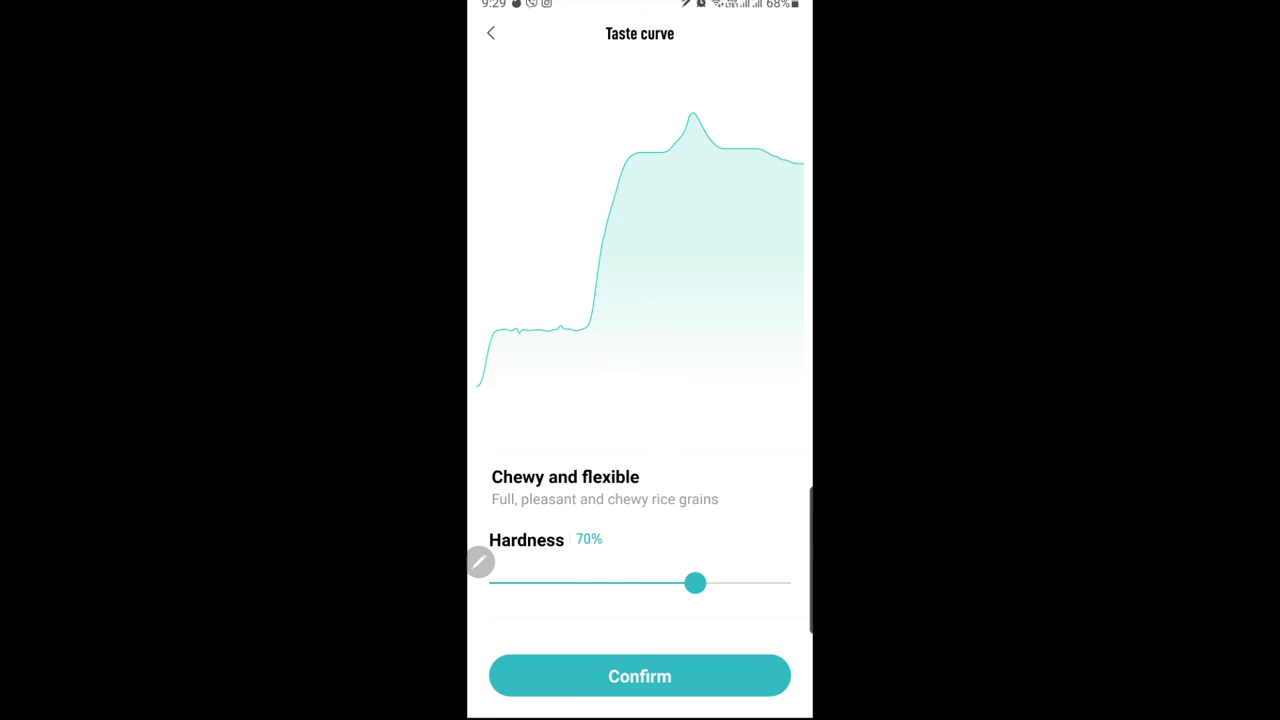 9:29 68%
Taste curve
Chewy and flexible
Full, pleasant and chewy rice grains
Hardness 70%
Confirm